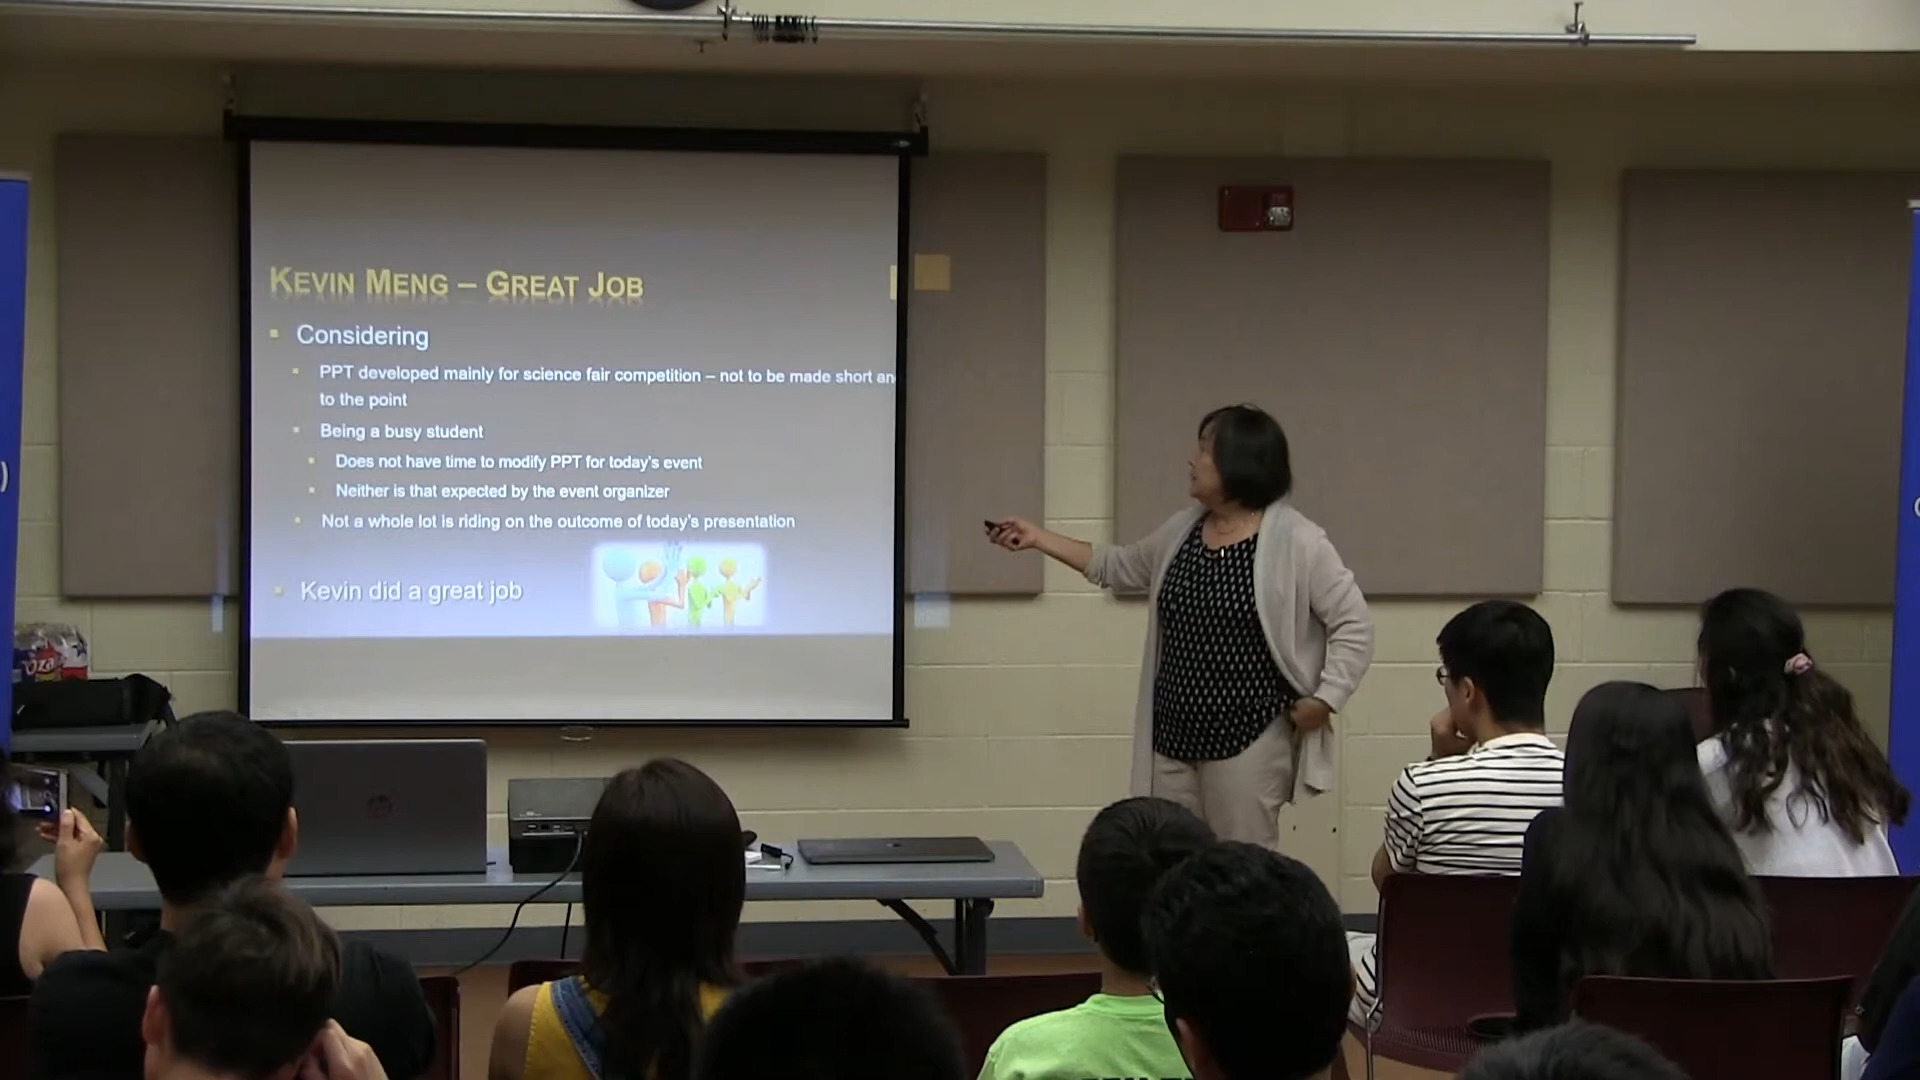 KEVIN MENG – GREAT JOB
Considering
PPT developed mainly for science fair competition – not to be made short an
to the point
Being a busy student
Does not have time to modify PPT for today's event
Neither is that expected by the event organizer
Not a whole lot is riding on the outcome of today's presentation
Kevin did a great job
)